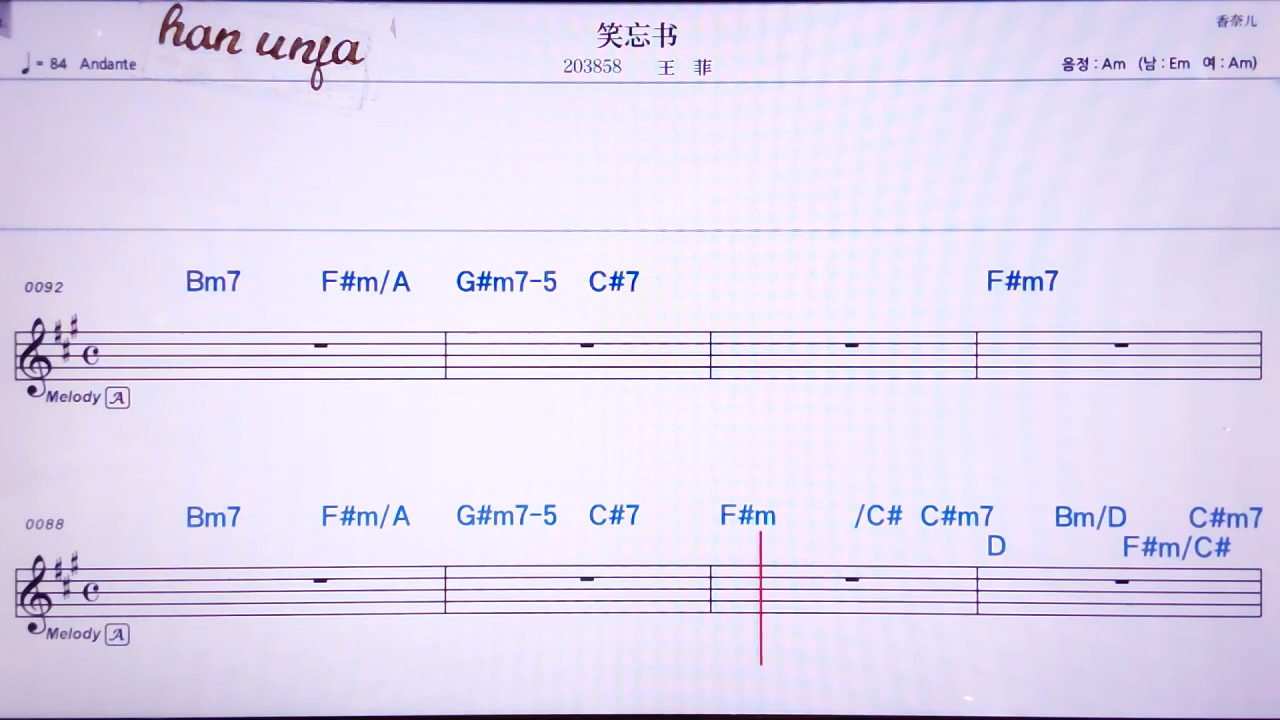 han unfa
笑忘书
香奈儿
♩= 84 Andante
203858 王 菲
음정 : Am (남 : Em 여 : Am)
0092 Bm7 F#m/A G#m7-5 C#7 F#m7
Melody A
0088 Bm7 F#m/A G#m7-5 C#7 F#m /C# C#m7 Bm/D C#m7
D F#m/C#
Melody A